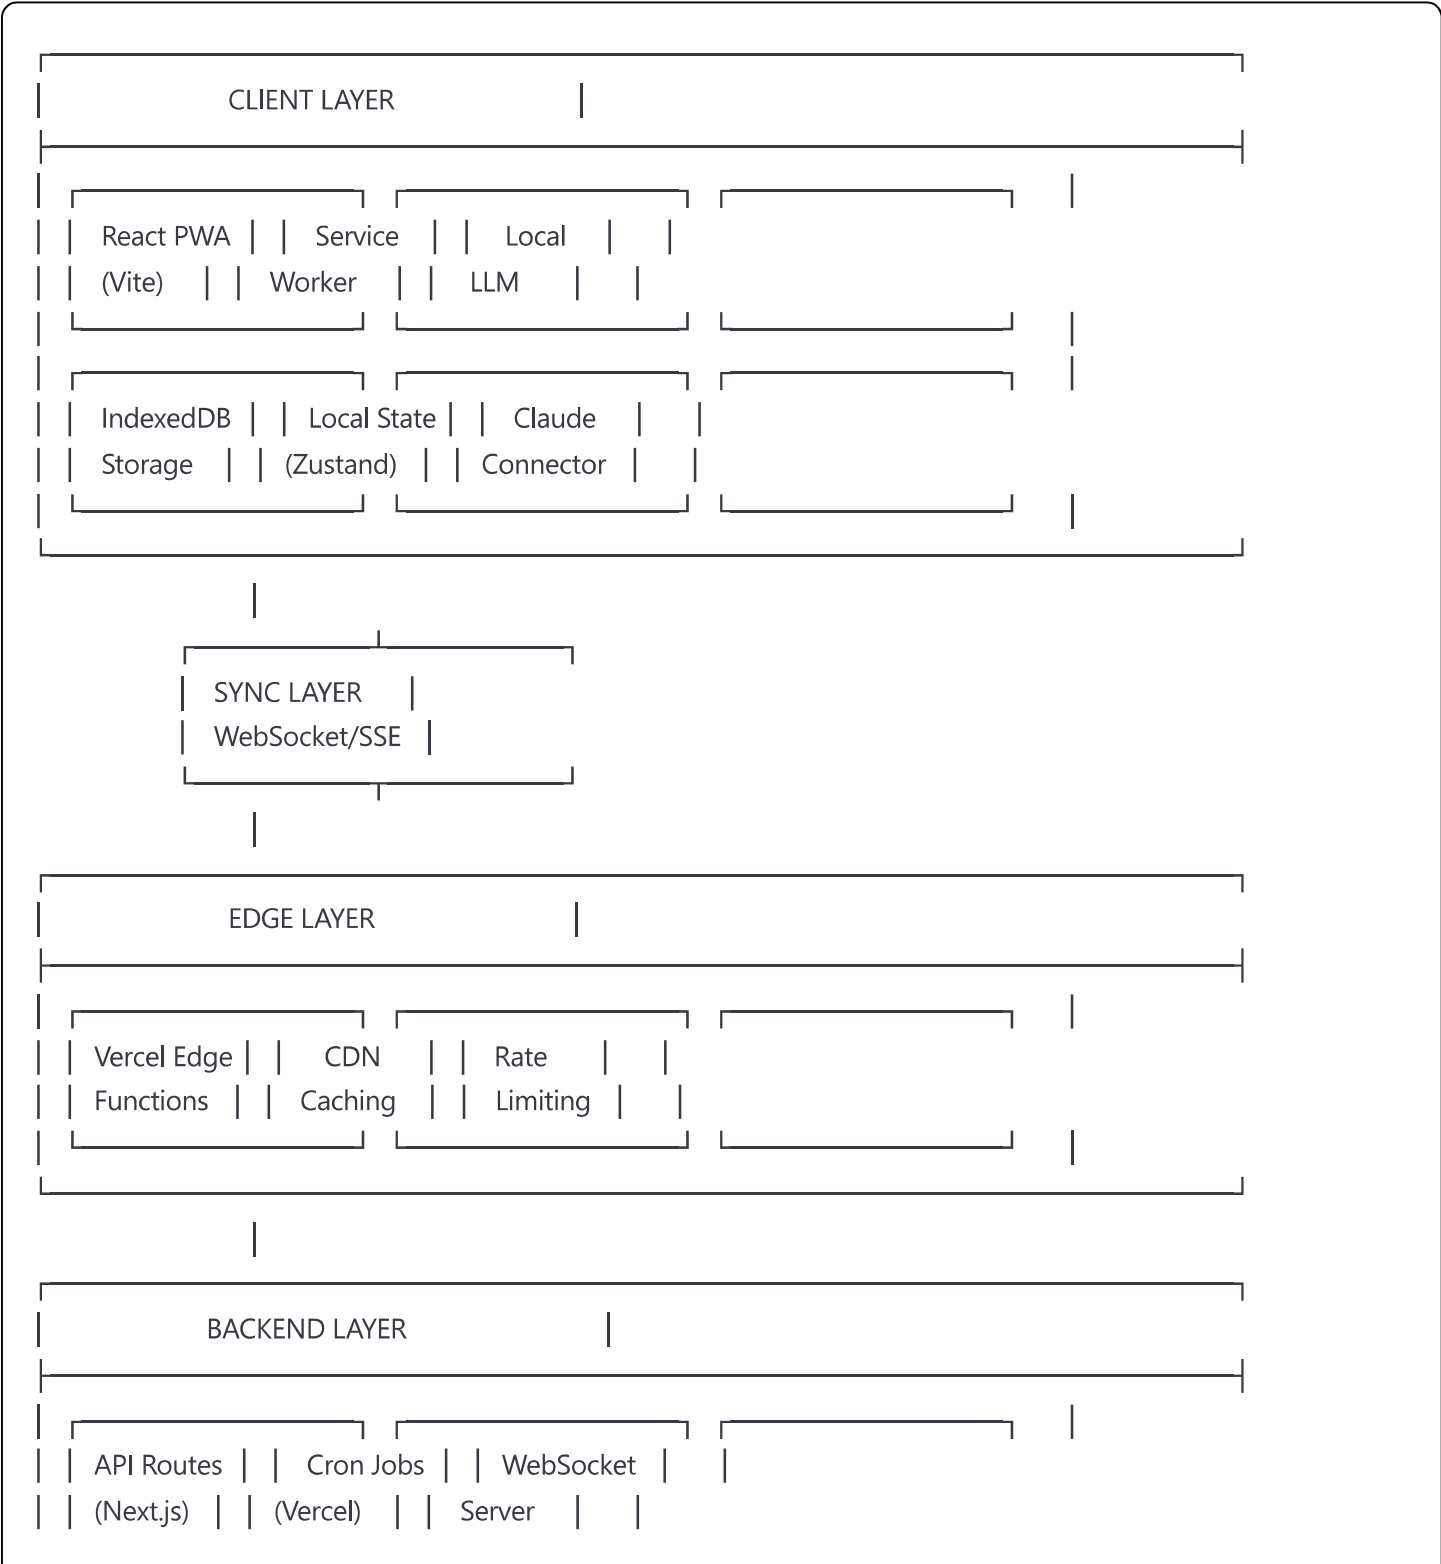 CLIENT LAYER
React PWA Service Local
(Vite) Worker LLM
IndexedDB Local State Claude
Storage (Zustand) Connector
SYNC LAYER
WebSocket/SSE
EDGE LAYER
Vercel Edge CDN Rate
Functions Caching Limiting
BACKEND LAYER
API Routes Cron Jobs WebSocket
(Next.js) (Vercel) Server